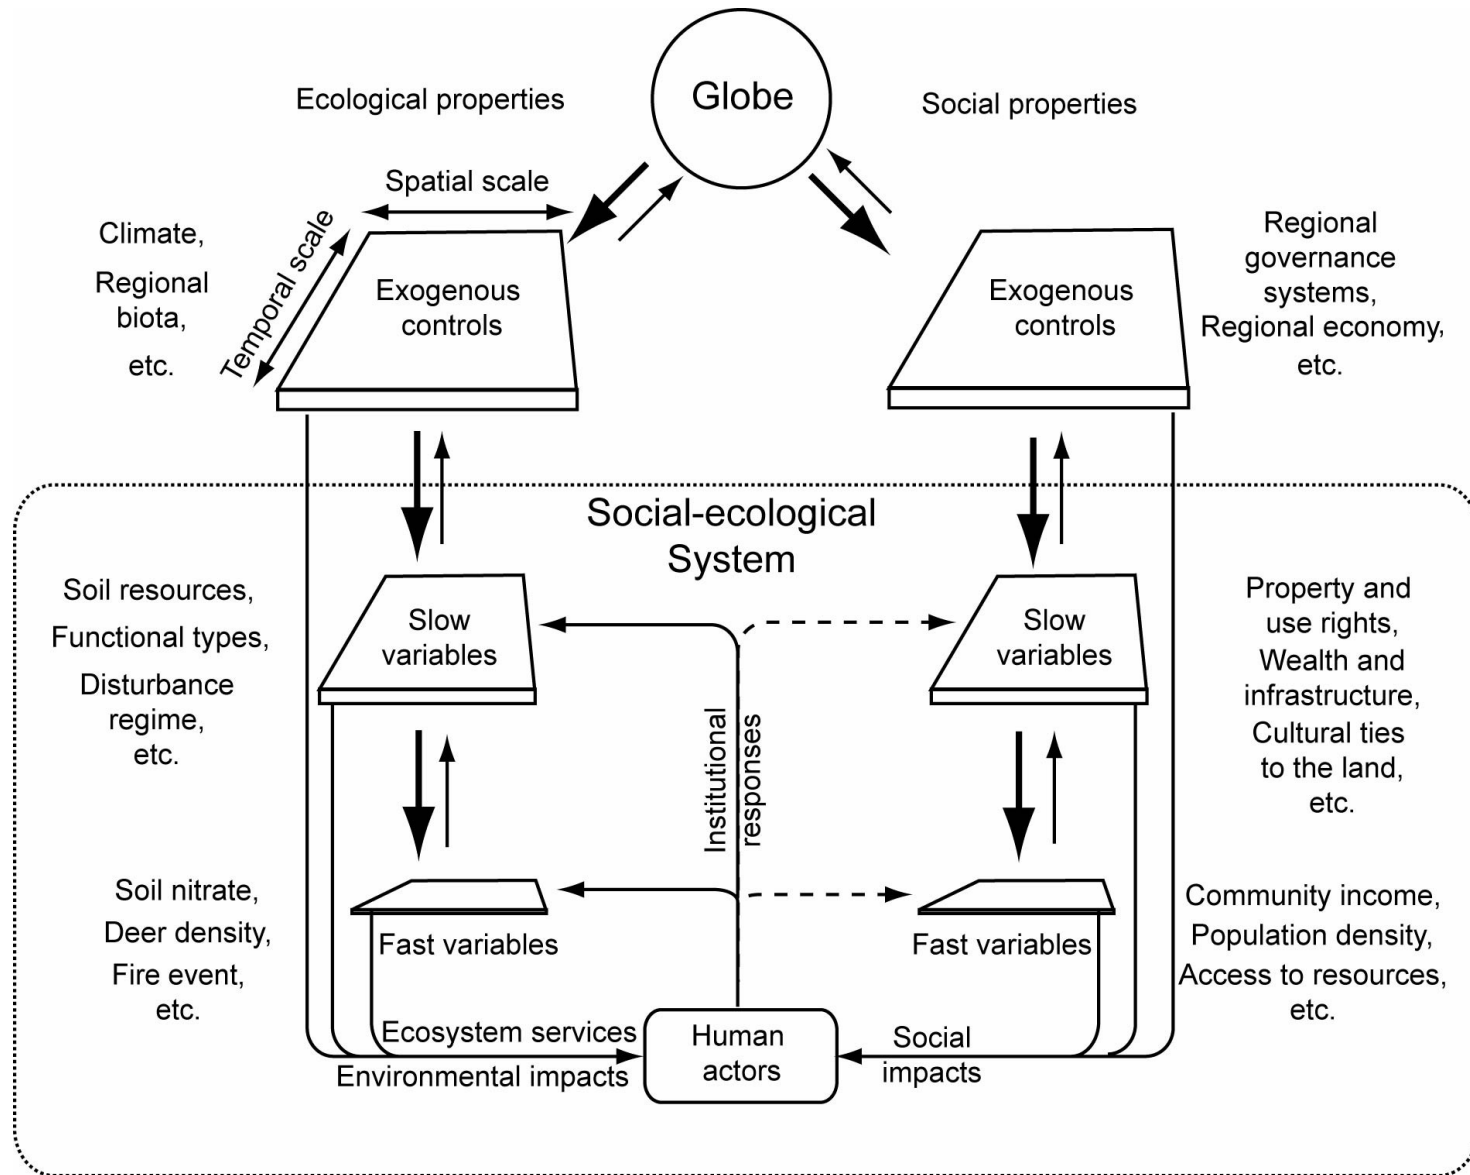 Globe
Ecological properties
Social properties
Spatial scale
Temporal scale
Climate,
Regional
biota,
etc.
Exogenous
controls
Exogenous
controls
Regional
governance
systems,
Regional economy,
etc.
Social-ecological
System
Soil resources,
Functional types,
Disturbance
regime,
etc.
Slow
variables
Slow
variables
Property and
use rights,
Wealth and
infrastructure,
Cultural ties
to the land,
etc.
Institutional
responses
Soil nitrate,
Deer density,
Fire event,
etc.
Fast variables
Fast variables
Community income,
Population density,
Access to resources,
etc.
Ecosystem services
Environmental impacts
Human
actors
Social
impacts